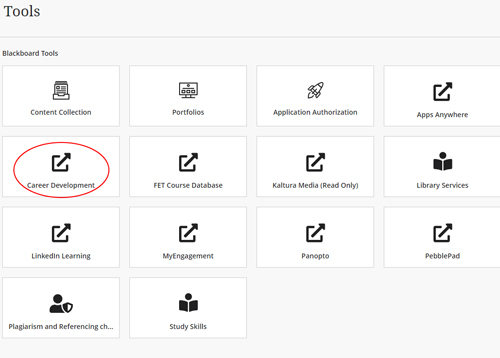 Tools
Blackboard Tools
Content Collection
Portfolios
Application Authorization
Apps Anywhere
Career Development
FET Course Database
Kaltura Media (Read Only)
Library Services
LinkedIn Learning
MyEngagement
Panopto
PebblePad
Plagiarism and Referencing ch...
Study Skills